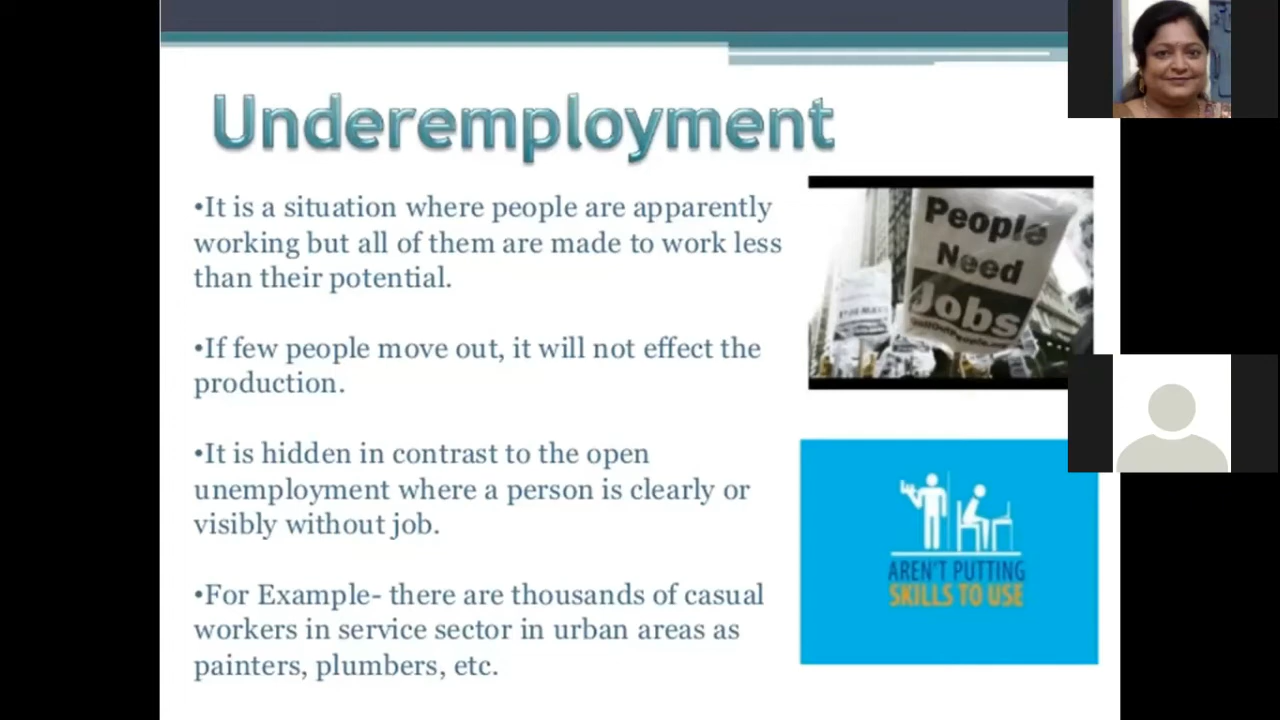 Underemployment
•It is a situation where people are apparently
working but all of them are made to work less
than their potential.
•If few people move out, it will not effect the
production.
•It is hidden in contrast to the open
unemployment where a person is clearly or
visibly without job.
•For Example- there are thousands of casual
workers in service sector in urban areas as
painters, plumbers, etc.
People
Need
Jobs
AREN'T PUTTING
SKILLS TO USE